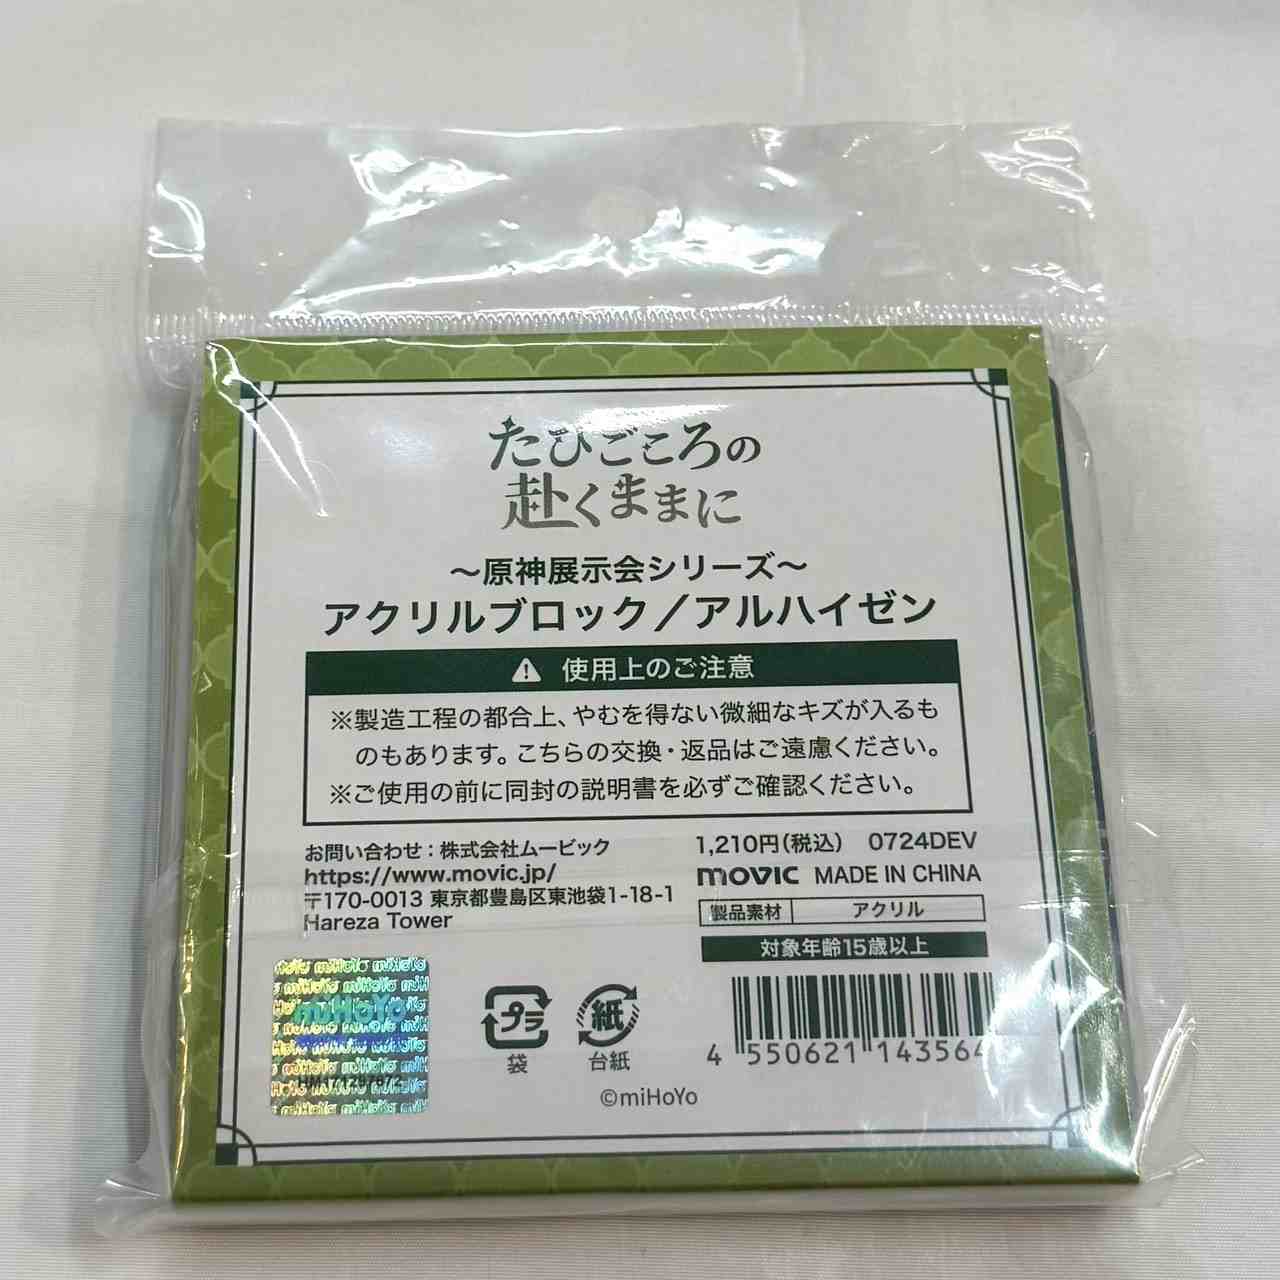 たびごころの
赴くままに
～原神展示会シリーズ～
アクリルブロック／アルハイゼン
使用上のご注意
※製造工程の都合上、やむを得ない微細なキズが入るも
のもあります。こちらの交換・返品はご遠慮ください。
※ご使用の前に同封の説明書を必ずご確認ください。
お問い合わせ：株式会社ムービック
https://www.movic.jp/
〒170-0013 東京都豊島区東池袋1-18-1
Hareza Tower
1,210円(税込) 0724DEV
movic MADE IN CHINA
製品素材 アクリル
対象年齢15歳以上
miHoYo
プラ
袋
紙
台紙
4 550621 143564
©miHoYo